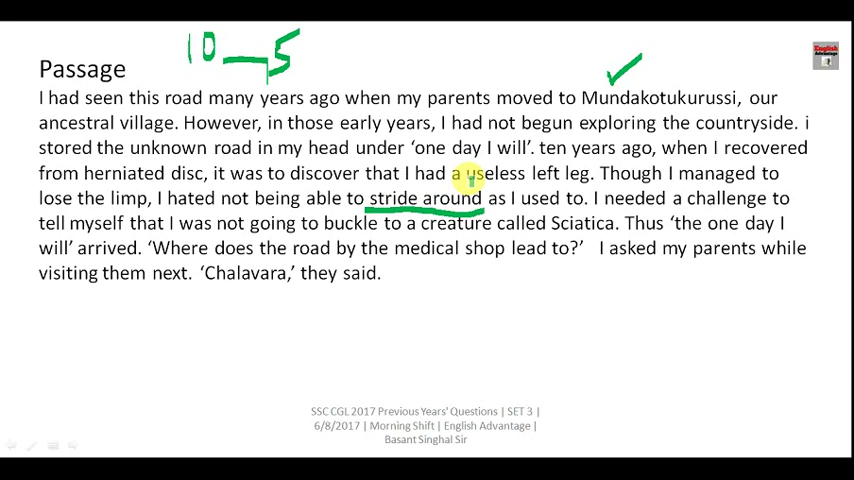 10 5
English
Advantage
Passage
I had seen this road many years ago when my parents moved to Mundakotukurussi, our
ancestral village. However, in those early years, I had not begun exploring the countryside. i
stored the unknown road in my head under ‘one day I will’. ten years ago, when I recovered
from herniated disc, it was to discover that I had a useless left leg. Though I managed to
lose the limp, I hated not being able to stride around as I used to. I needed a challenge to
tell myself that I was not going to buckle to a creature called Sciatica. Thus ‘the one day I
will’ arrived. ‘Where does the road by the medical shop lead to?’ I asked my parents while
visiting them next. ‘Chalavara,’ they said.
SSC CGL 2017 Previous Years' Questions | SET 3 |
6/8/2017 | Morning Shift | English Advantage |
Basant Singhal Sir